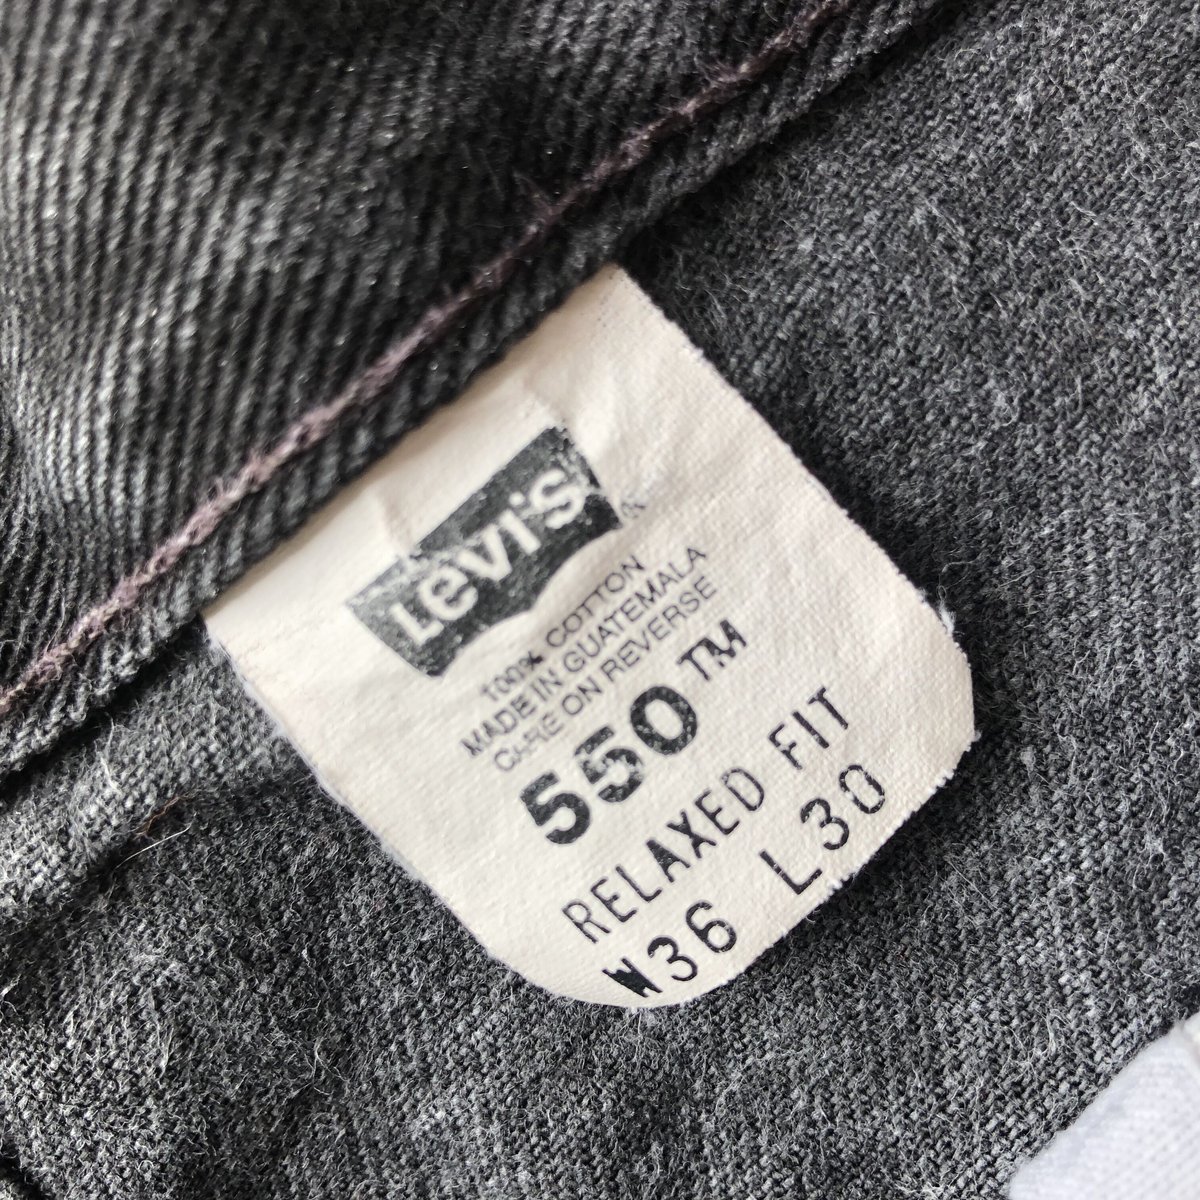 Levi's ®
100% COTTON
MADE IN GUATEMALA
CARE ON REVERSE
550 ™
RELAXED FIT
W36 L30